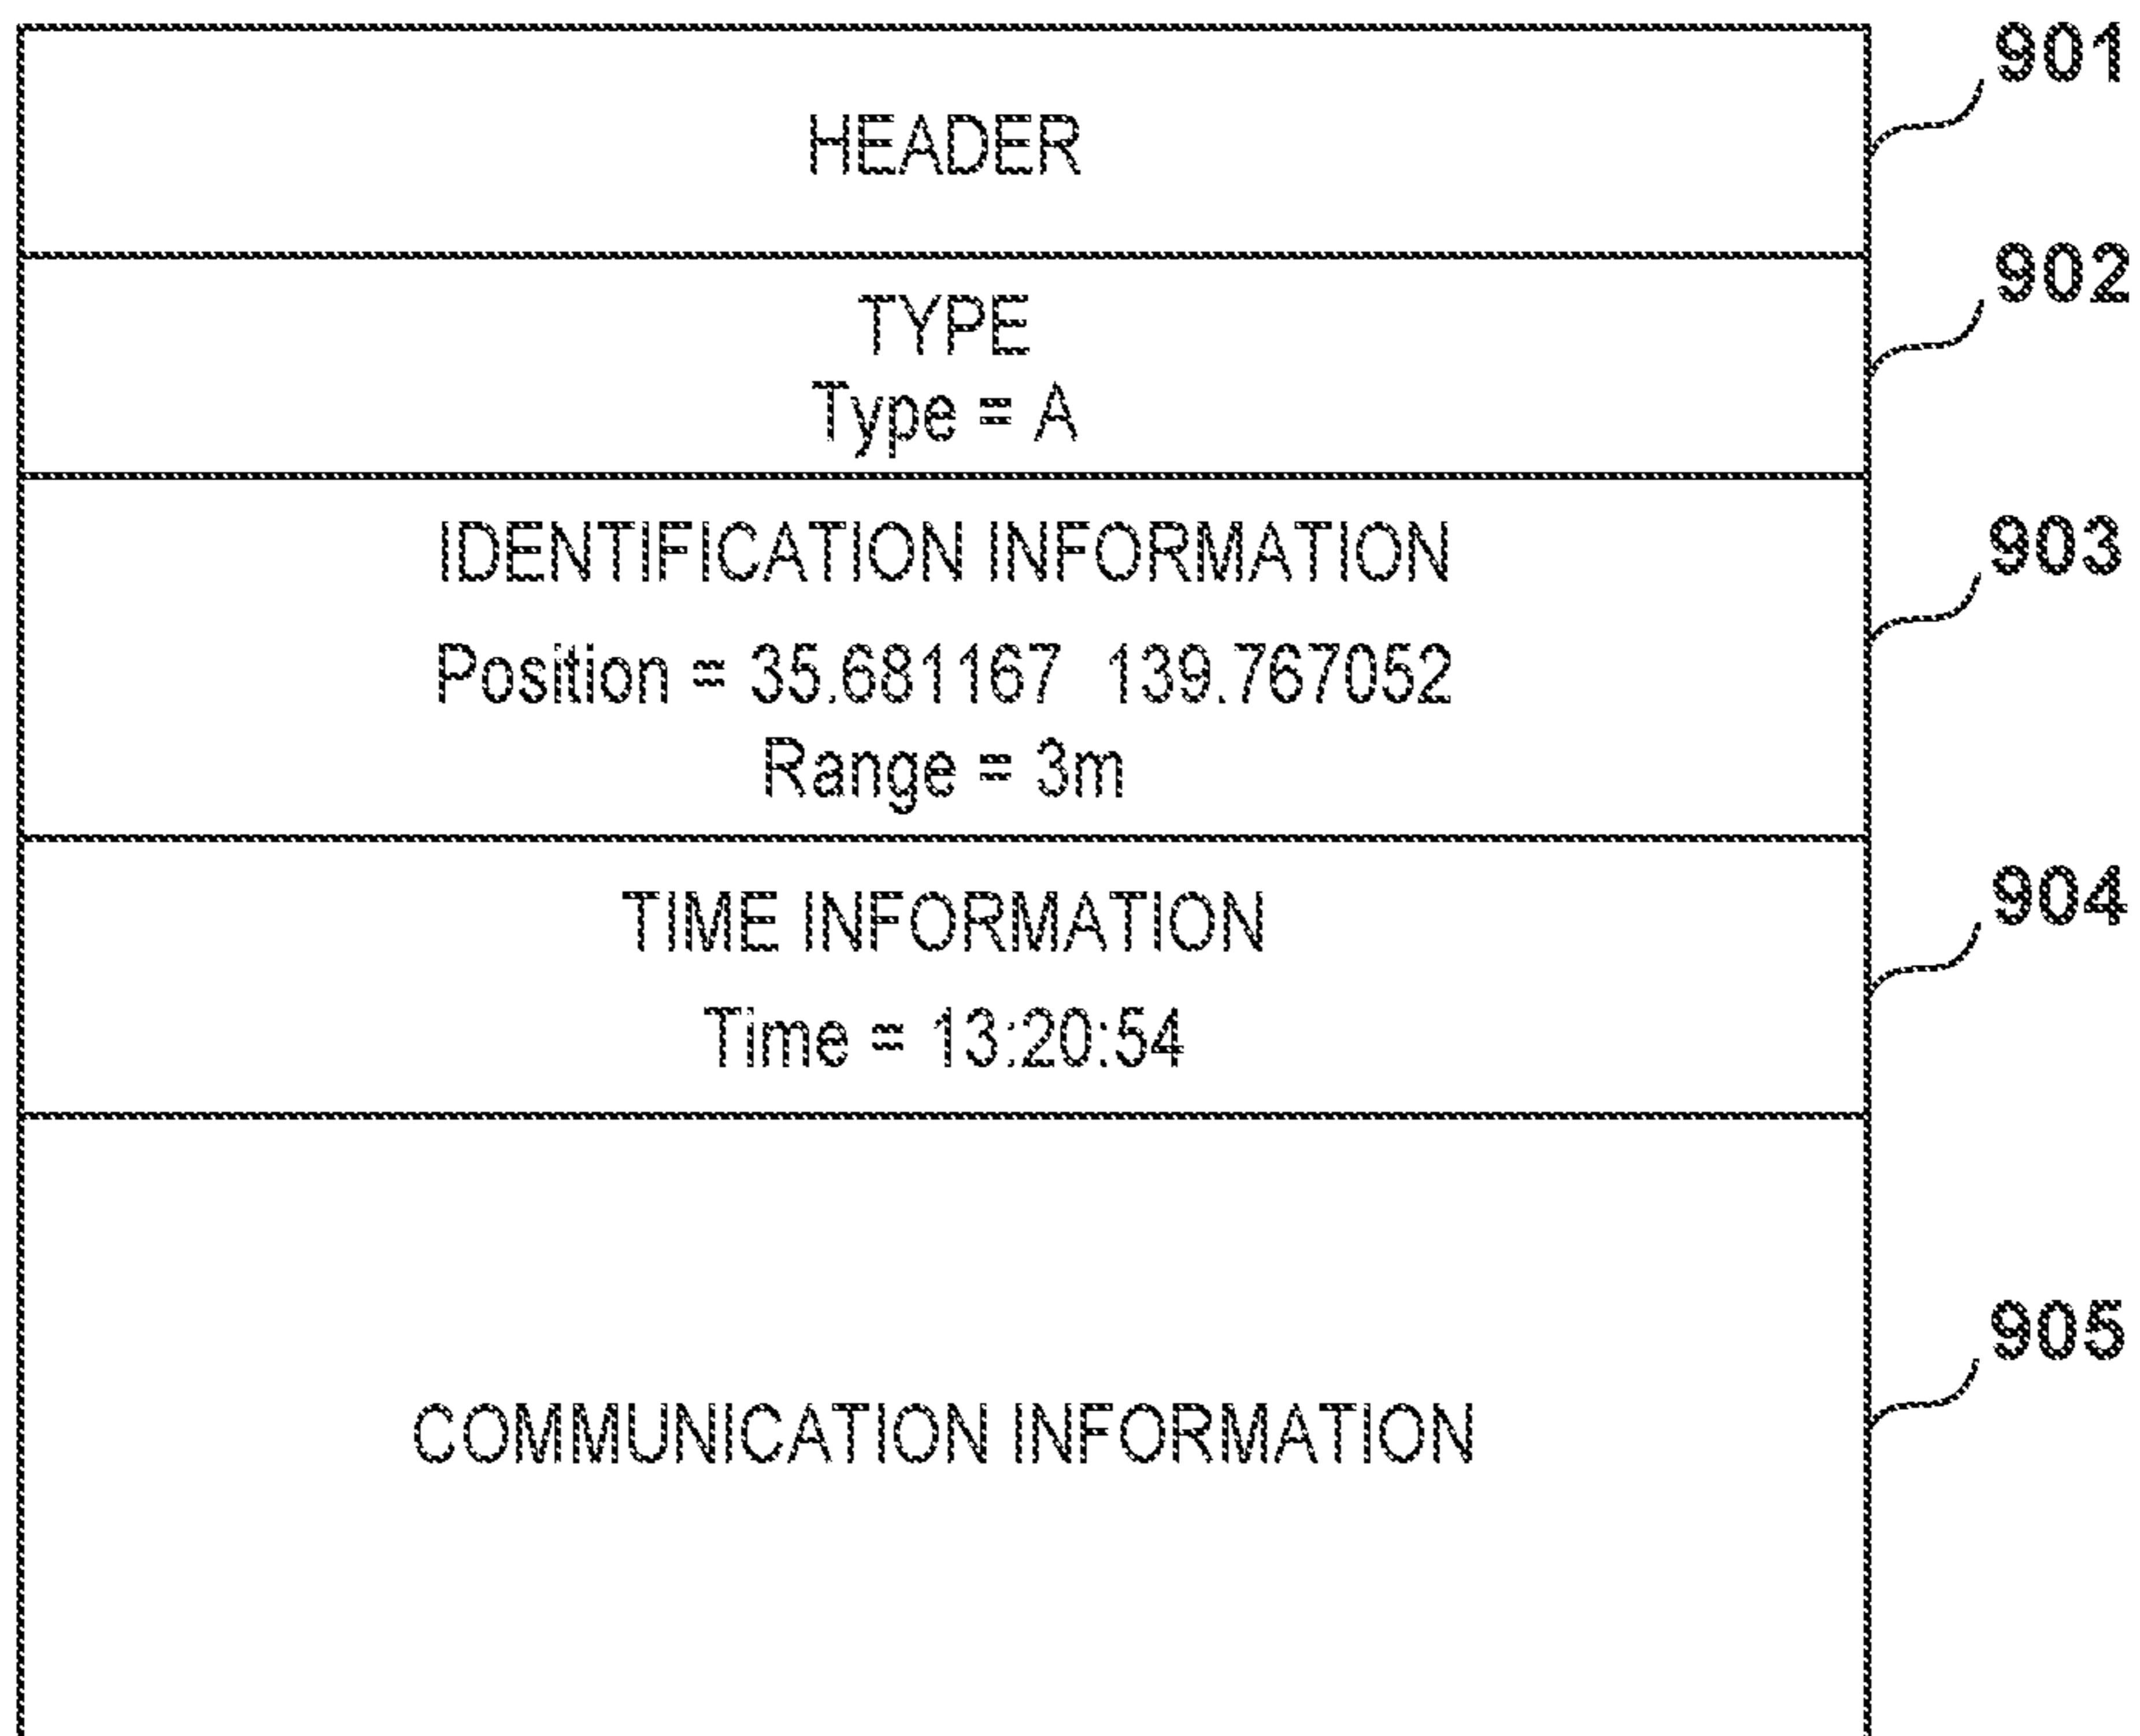 901
HEADER
902
TYPE
Type = A
903
IDENTIFICATION INFORMATION
Position = 35.681167 139.767052
Range = 3m
904
TIME INFORMATION
Time = 13:20:54
905
COMMUNICATION INFORMATION